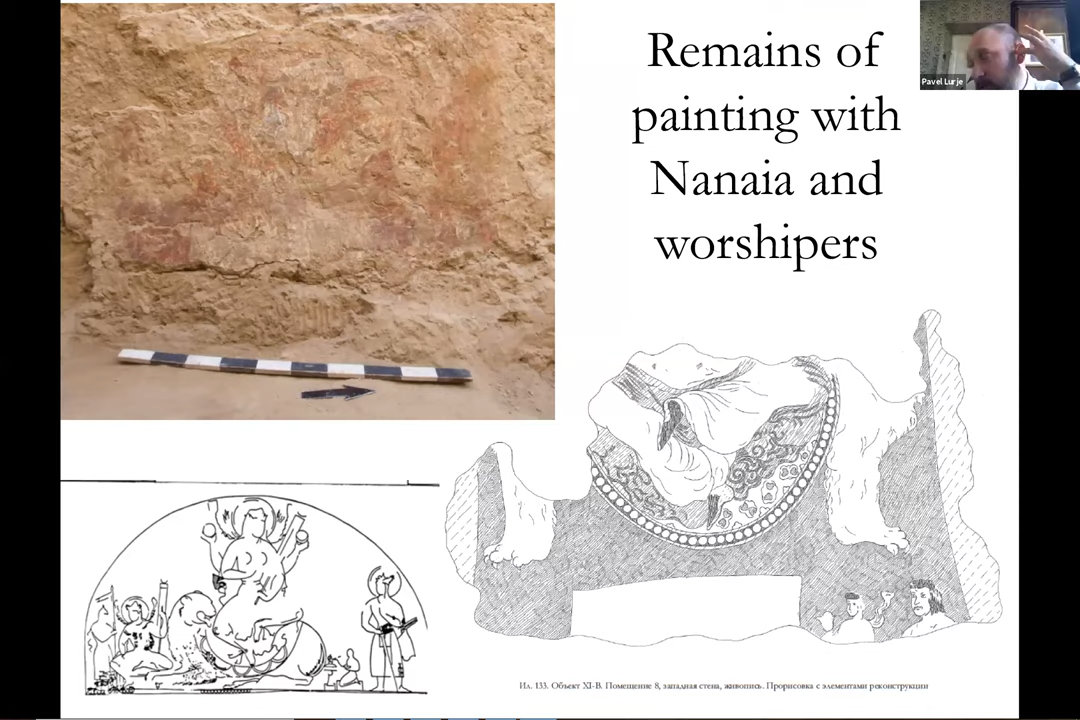 Remains of
painting with
Nanaia and
worshipers
Pavel Lurje
Ил. 133. Объект XI-В. Помещение 8, западная стена, живопись. Прорисовка с элементами реконструкции